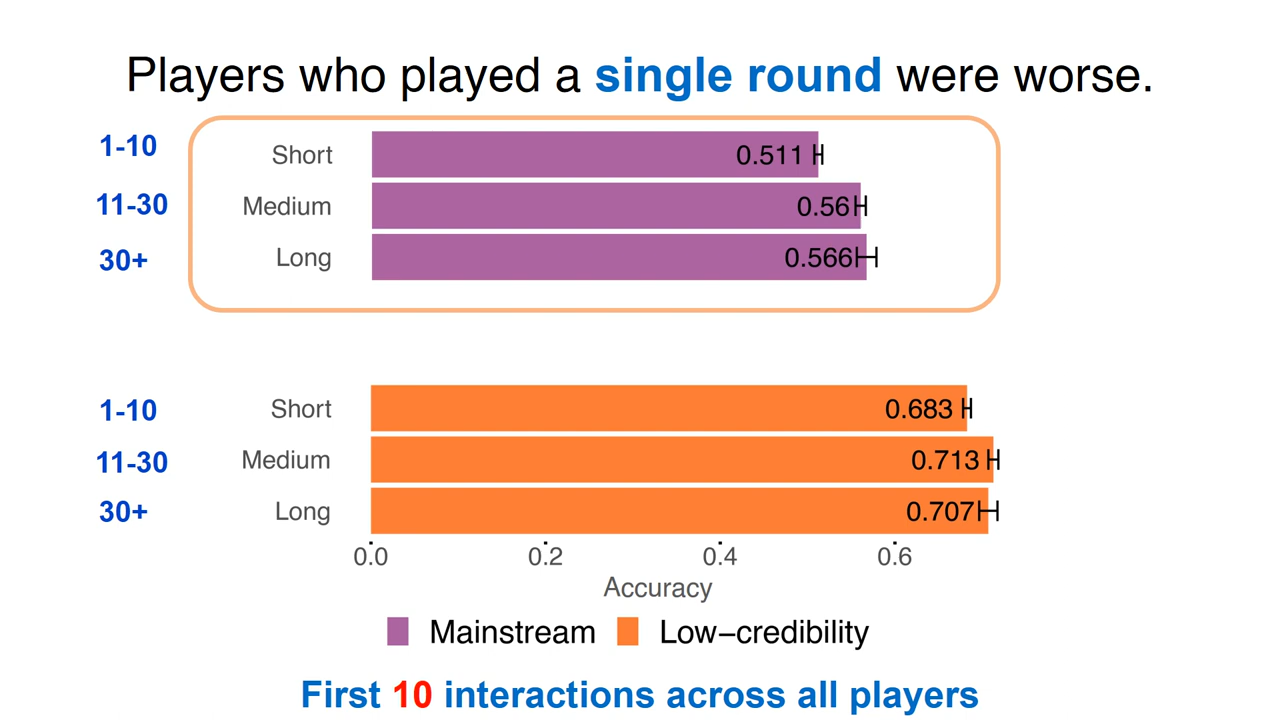 Players who played a single round were worse.
1-10 Short 0.511
11-30 Medium 0.56
30+ Long 0.566
1-10 Short 0.683
11-30 Medium 0.713
30+ Long 0.707
0.0 0.2 0.4 0.6
Accuracy
Mainstream Low−credibility
First 10 interactions across all players